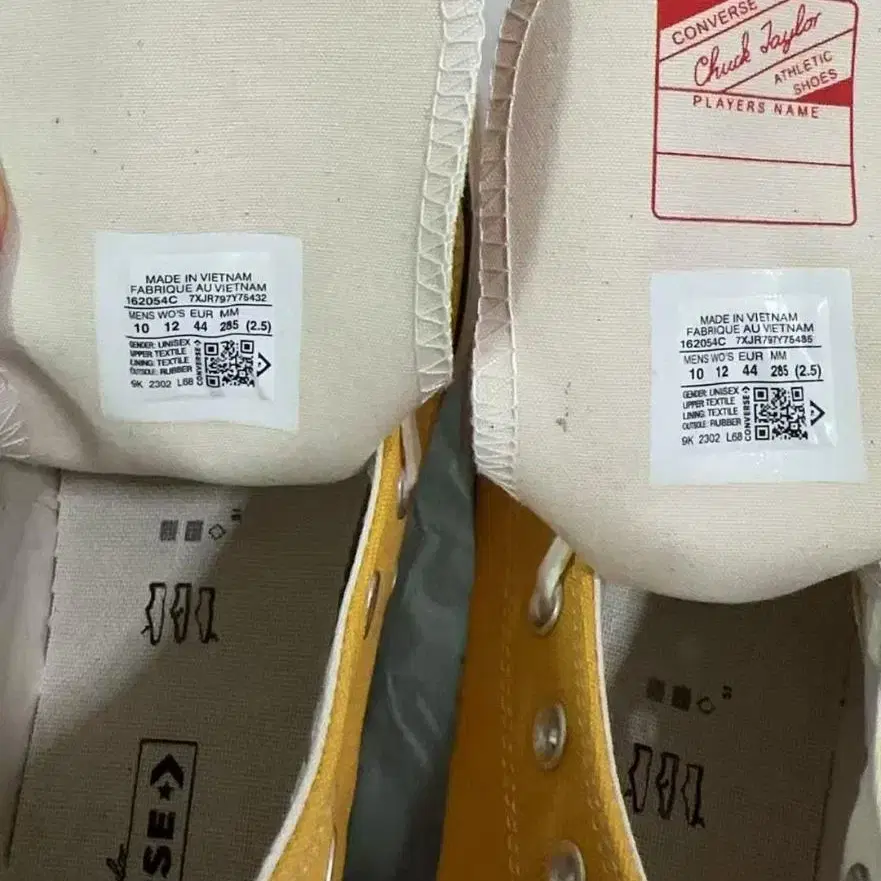 MADE IN VIETNAM
FABRIQUE AU VIETNAM
162054C 7XJR797Y75432
MENS WO'S EUR MM
10 12 44 285 (2.5)
GENDER: UNISEX
UPPER: TEXTILE
LINING: TEXTILE
OUTSOLE: RUBBER
CONVERSE
9K 2302 L68
CONVERSE
Chuck Taylor
ATHLETIC
SHOES
PLAYERS NAME
MADE IN VIETNAM
FABRIQUE AU VIETNAM
162054C 7XJR797Y75485
MENS WO'S EUR MM
10 12 44 285 (2.5)
GENDER: UNISEX
UPPER: TEXTILE
LINING: TEXTILE
OUTSOLE: RUBBER
CONVERSE
9K 2302 L68